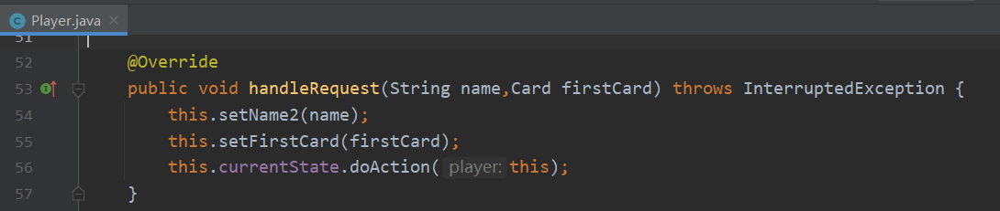 Player.java
51
52 @Override
53 public void handleRequest(String name,Card firstCard) throws InterruptedException {
54 this.setName2(name);
55 this.setFirstCard(firstCard);
56 this.currentState.doAction( player: this);
57 }